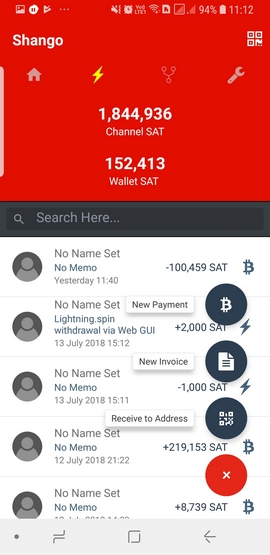 94% 11:12
Shango
1,844,936
Channel SAT
152,413
Wallet SAT
Search Here...
No Name Set
No Memo
-100,459 SAT
Yesterday 11:40
No Name Set
New Payment
Lightning.spin
withdrawal via Web GUI
+2,000 SAT
13 July 2018 15:12
New Invoice
No Name Set
No Memo
-1,000 SAT
13 July 2018 15:11
Receive to Address
No Name Set
No Memo
+219,153 SAT
12 July 2018 21:22
No Name Set
No Memo
+8,739 SAT